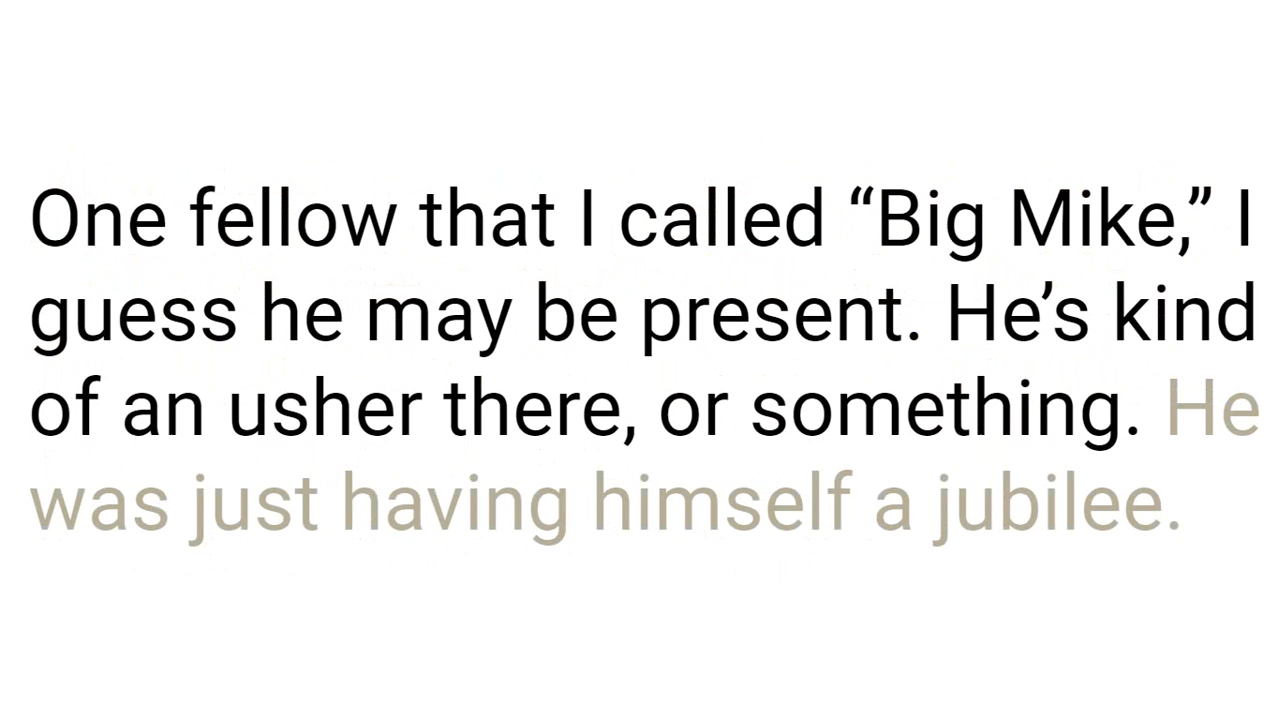 One fellow that I called “Big Mike,” I
guess he may be present. He’s kind
of an usher there, or something. He
was just having himself a jubilee.